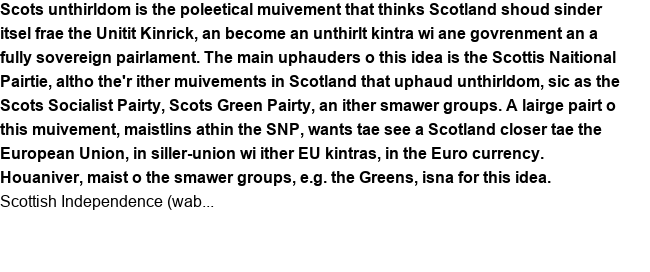 Scots unthirldom is the poleetical muivement that thinks Scotland shoud sinder
itsel frae the Unitit Kinrick, an become an unthirlt kintra wi ane govrenment an a
fully sovereign pairlament. The main uphauders o this idea is the Scottis Naitional
Pairtie, altho the'r ither muivements in Scotland that uphaud unthirldom, sic as the
Scots Socialist Pairty, Scots Green Pairty, an ither smawer groups. A lairge pairt o
this muivement, maistlins athin the SNP, wants tae see a Scotland closer tae the
European Union, in siller-union wi ither EU kintras, in the Euro currency.
Houaniver, maist o the smawer groups, e.g. the Greens, isna for this idea.
Scottish Independence (wab...